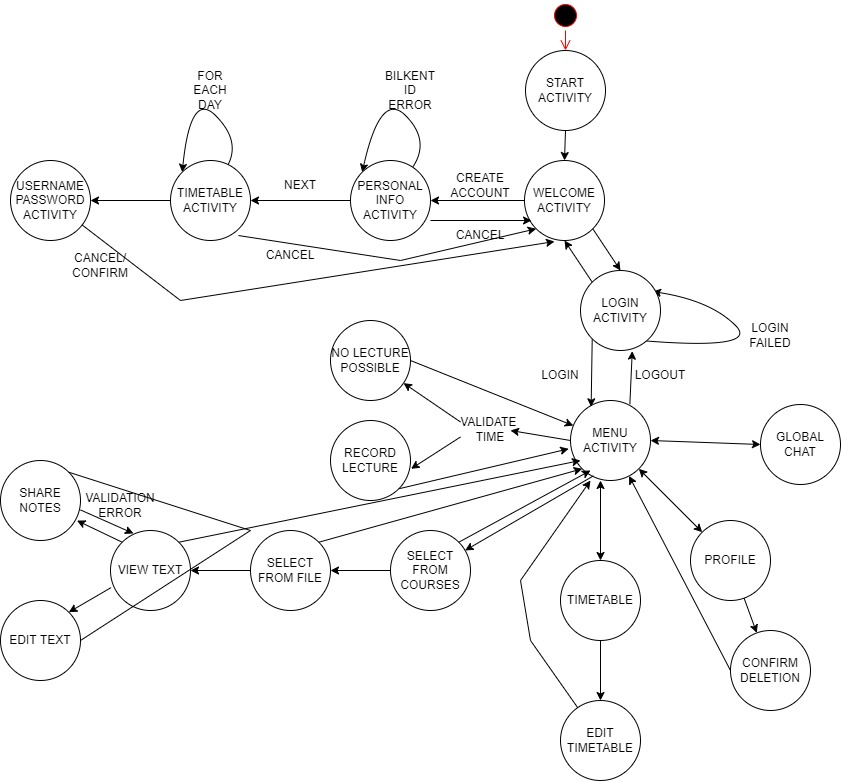 START
ACTIVITY
FOR
EACH
DAY
BILKENT
ID
ERROR
USERNAME
PASSWORD
ACTIVITY
TIMETABLE
ACTIVITY
NEXT
PERSONAL
INFO
ACTIVITY
CREATE
ACCOUNT
WELCOME
ACTIVITY
CANCEL
CANCEL
CANCEL/
CONFIRM
LOGIN
ACTIVITY
LOGIN
FAILED
LOGIN
LOGOUT
NO LECTURE
POSSIBLE
VALIDATE
TIME
RECORD
LECTURE
MENU
ACTIVITY
GLOBAL
CHAT
SHARE
NOTES
VALIDATION
ERROR
VIEW TEXT
SELECT
FROM FILE
SELECT
FROM
COURSES
EDIT TEXT
TIMETABLE
PROFILE
CONFIRM
DELETION
EDIT
TIMETABLE